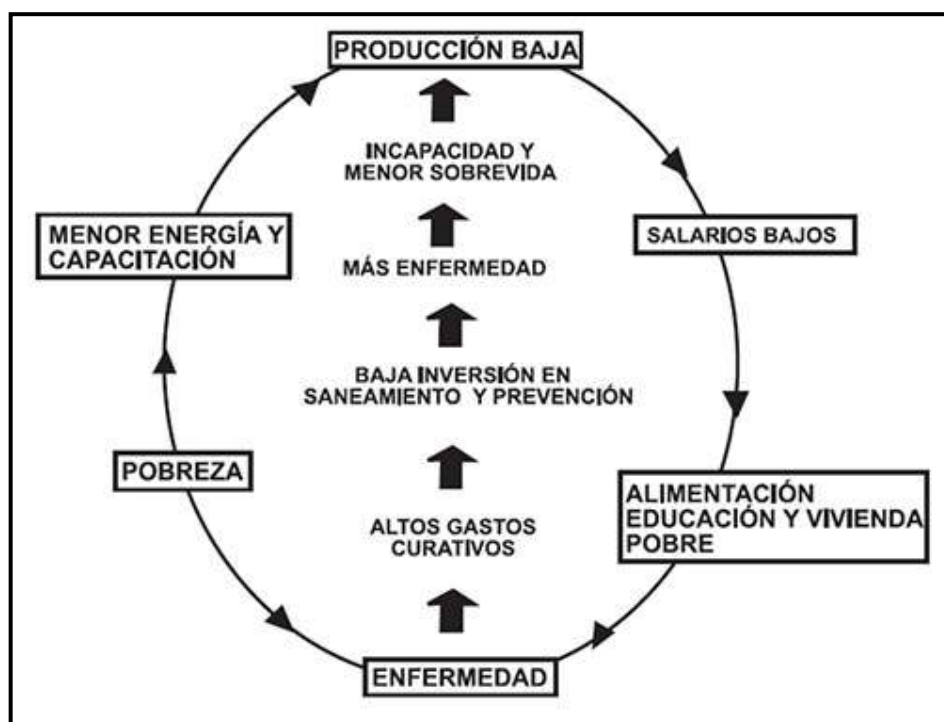 PRODUCCIÓN BAJA
INCAPACIDAD Y
MENOR SOBREVIDA
MENOR ENERGÍA Y
CAPACITACIÓN
SALARIOS BAJOS
MÁS ENFERMEDAD
BAJA INVERSIÓN EN
SANEAMIENTO Y PREVENCIÓN
POBREZA
ALIMENTACIÓN
EDUCACIÓN Y VIVIENDA
POBRE
ALTOS GASTOS
CURATIVOS
ENFERMEDAD